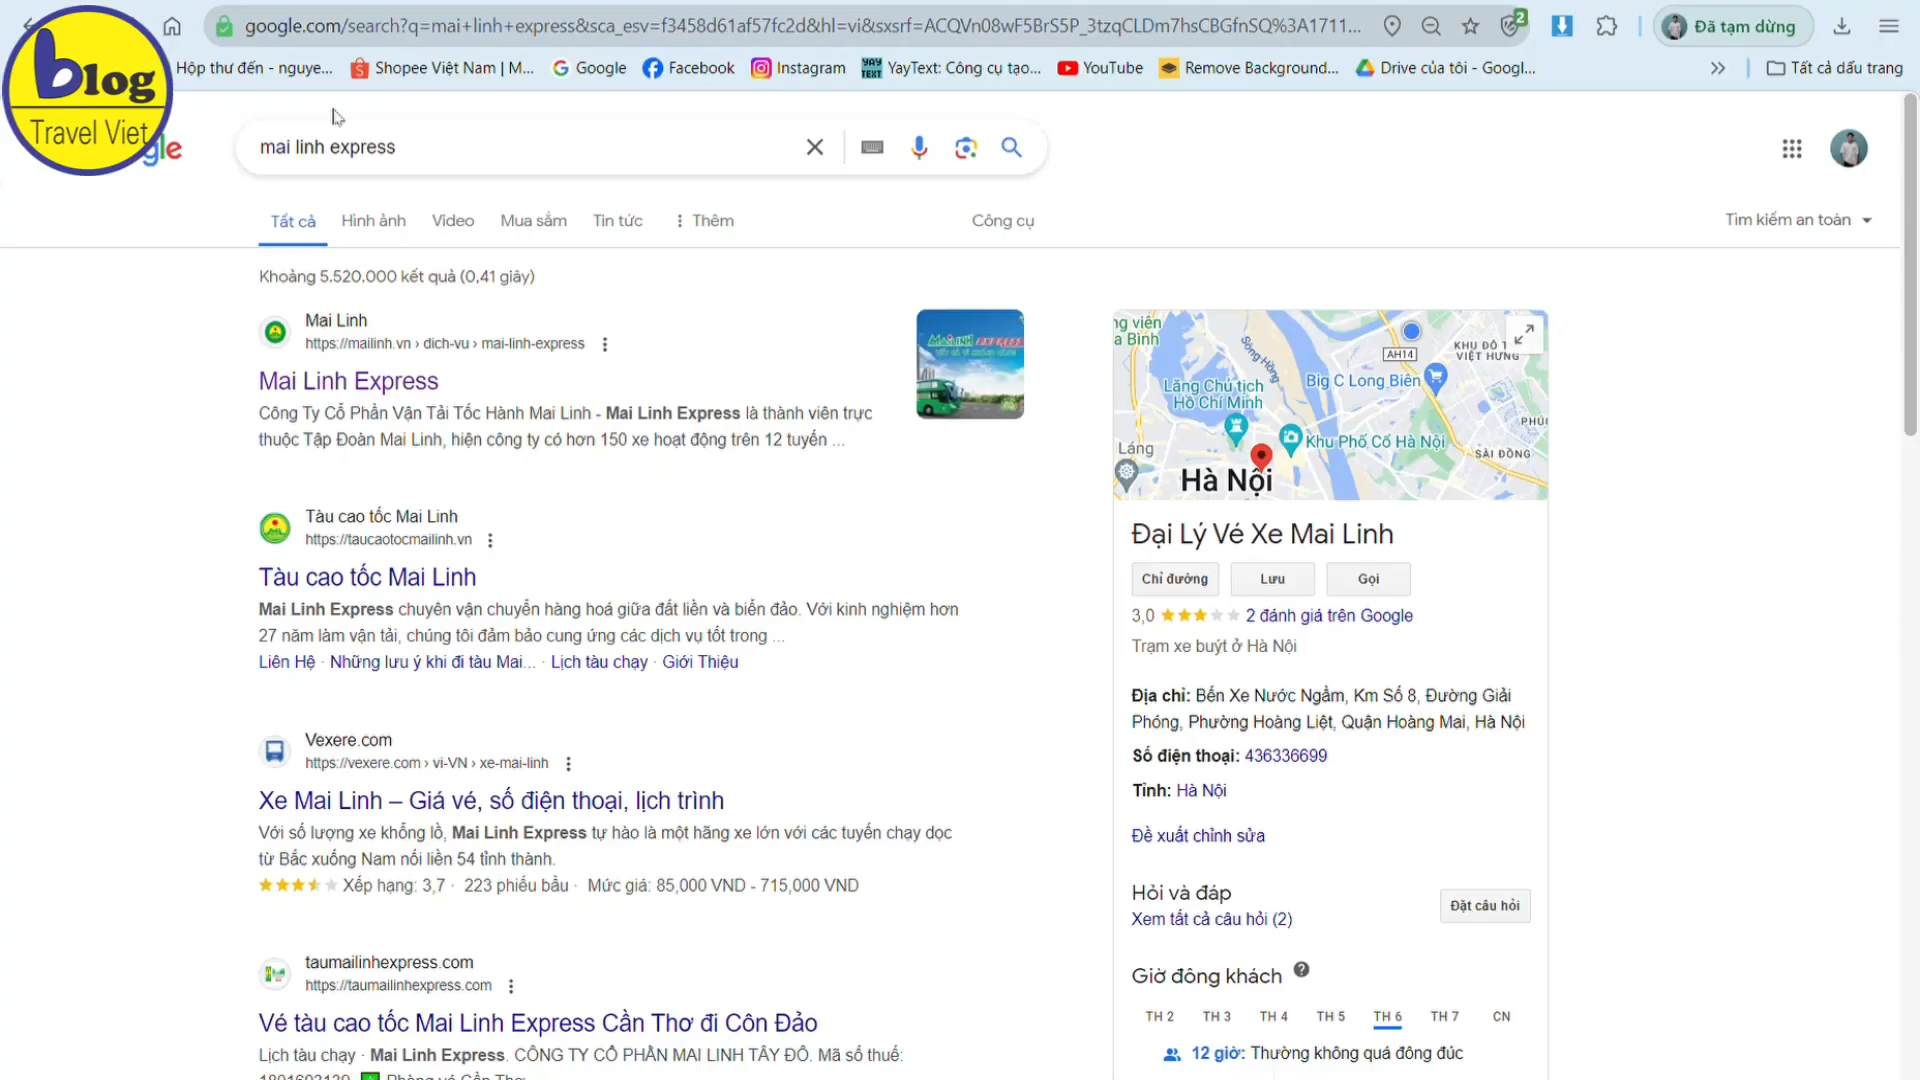 google.com/search?q=mai+linh+express&sca_esv=f3458d61af57fc2d&hl=vi&sxsrf=ACQVn08wF5BrS5P_3tzqCLDm7hsCBGfnSQ%3A1711...
2
Đã tạm dừng
blog
Travel Viet
Hộp thư đến - nguye...
Shopee Việt Nam | M...
Google
Facebook
Instagram
YAY
TEXT
YayText: Công cụ tạo...
YouTube
Remove Background...
Drive của tôi - Googl...
Tất cả dấu trang
gle
mai linh express
Tất cả
Hình ảnh
Video
Mua sắm
Tin tức
Thêm
Công cụ
Tìm kiếm an toàn
Khoảng 5.520.000 kết quả (0,41 giây)
Mai Linh
https://mailinh.vn › dich-vu › mai-linh-express
Mai Linh Express
Công Ty Cổ Phần Vận Tải Tốc Hành Mai Linh - Mai Linh Express là thành viên trực
thuộc Tập Đoàn Mai Linh, hiện công ty có hơn 150 xe hoạt động trên 12 tuyến ...
MAILINH EXPRESS
Tàu cao tốc Mai Linh
https://taucaotocmailinh.vn
Tàu cao tốc Mai Linh
Mai Linh Express chuyên vận chuyển hàng hoá giữa đất liền và biển đảo. Với kinh nghiệm hơn
27 năm làm vận tải, chúng tôi đảm bảo cung ứng các dịch vụ tốt trong ...
Liên Hệ · Những lưu ý khi đi tàu Mai... · Lịch tàu chạy · Giới Thiệu
Vexere.com
https://vexere.com › vi-VN › xe-mai-linh
Xe Mai Linh – Giá vé, số điện thoại, lịch trình
Với số lượng xe khổng lồ, Mai Linh Express tự hào là một hãng xe lớn với các tuyến chạy dọc
từ Bắc xuống Nam nối liền 54 tỉnh thành.
Xếp hạng: 3,7 · 223 phiếu bầu · Mức giá: 85,000 VND - 715,000 VND
taumailinhexpress.com
https://taumailinhexpress.com
Vé tàu cao tốc Mai Linh Express Cần Thơ đi Côn Đảo
Lịch tàu chạy · Mai Linh Express. CÔNG TY CỔ PHẦN MAI LINH TÂY ĐÔ. Mã số thuế:
ng viên
a Bình
Sông Hồng
AH14
KHU ĐÔ T
VIỆT HƯNG
Lăng Chủ tịch
Hồ Chí Minh
Big C Long Biên
PHÚ
Láng
Khu Phố Cổ Hà Nội
SÀI ĐỒNG
Hà Nội
Đại Lý Vé Xe Mai Linh
Chỉ đường
Lưu
Gọi
3,0
2 đánh giá trên Google
Trạm xe buýt ở Hà Nội
Địa chỉ: Bến Xe Nước Ngầm, Km Số 8, Đường Giải
Phóng, Phường Hoàng Liệt, Quận Hoàng Mai, Hà Nội
Số điện thoại: 436336699
Tỉnh: Hà Nội
Đề xuất chỉnh sửa
Hỏi và đáp
Xem tất cả câu hỏi (2)
Đặt câu hỏi
Giờ đông khách
TH 2
TH 3
TH 4
TH 5
TH 6
TH 7
CN
12 giờ: Thường không quá đông đúc